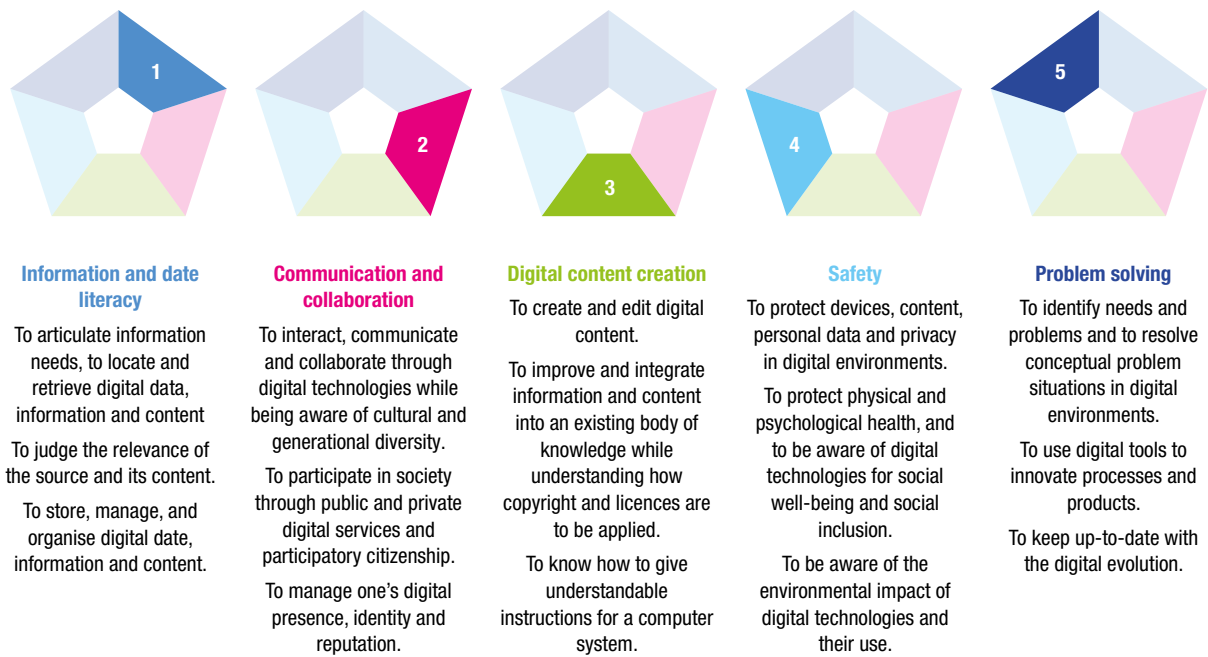 1
2
3
4
5
Information and date
literacy
To articulate information
needs, to locate and
retrieve digital data,
information and content
To judge the relevance of
the source and its content.
To store, manage, and
organise digital date,
information and content.
Communication and
collaboration
To interact, communicate
and collaborate through
digital technologies while
being aware of cultural and
generational diversity.
To participate in society
through public and private
digital services and
participatory citizenship.
To manage one’s digital
presence, identity and
reputation.
Digital content creation
To create and edit digital
content.
To improve and integrate
information and content
into an existing body of
knowledge while
understanding how
copyright and licences are
to be applied.
To know how to give
understandable
instructions for a computer
system.
Safety
To protect devices, content,
personal data and privacy
in digital environments.
To protect physical and
psychological health, and
to be aware of digital
technologies for social
well-being and social
inclusion.
To be aware of the
environmental impact of
digital technologies and
their use.
Problem solving
To identify needs and
problems and to resolve
conceptual problem
situations in digital
environments.
To use digital tools to
innovate processes and
products.
To keep up-to-date with
the digital evolution.